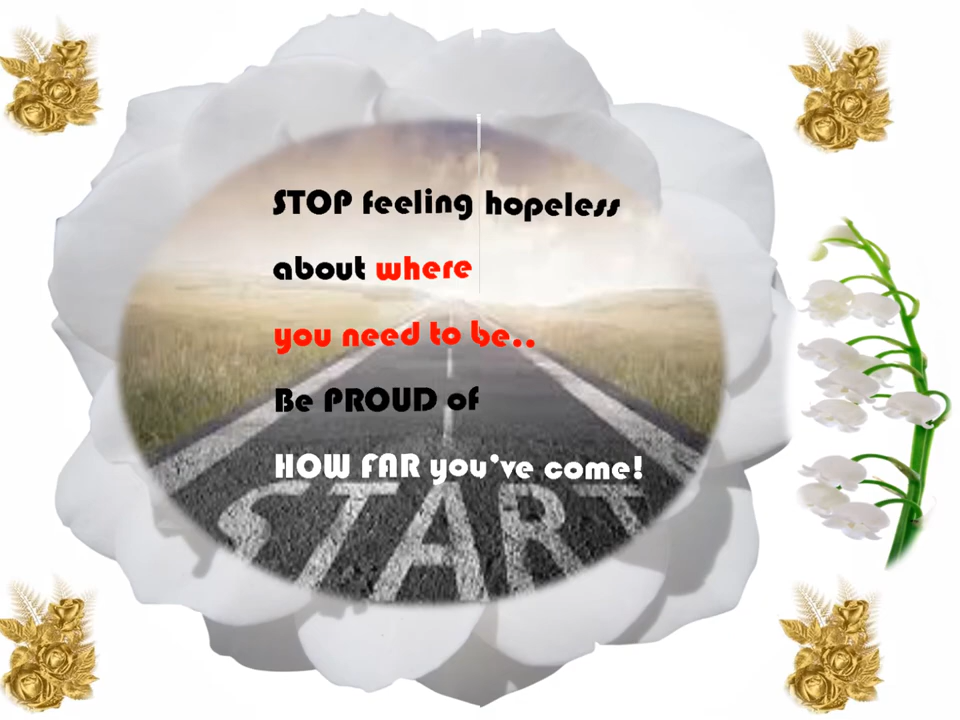 STOP feeling hopeless
about where
you need to be..
Be PROUD of
HOW FAR you've come!
START